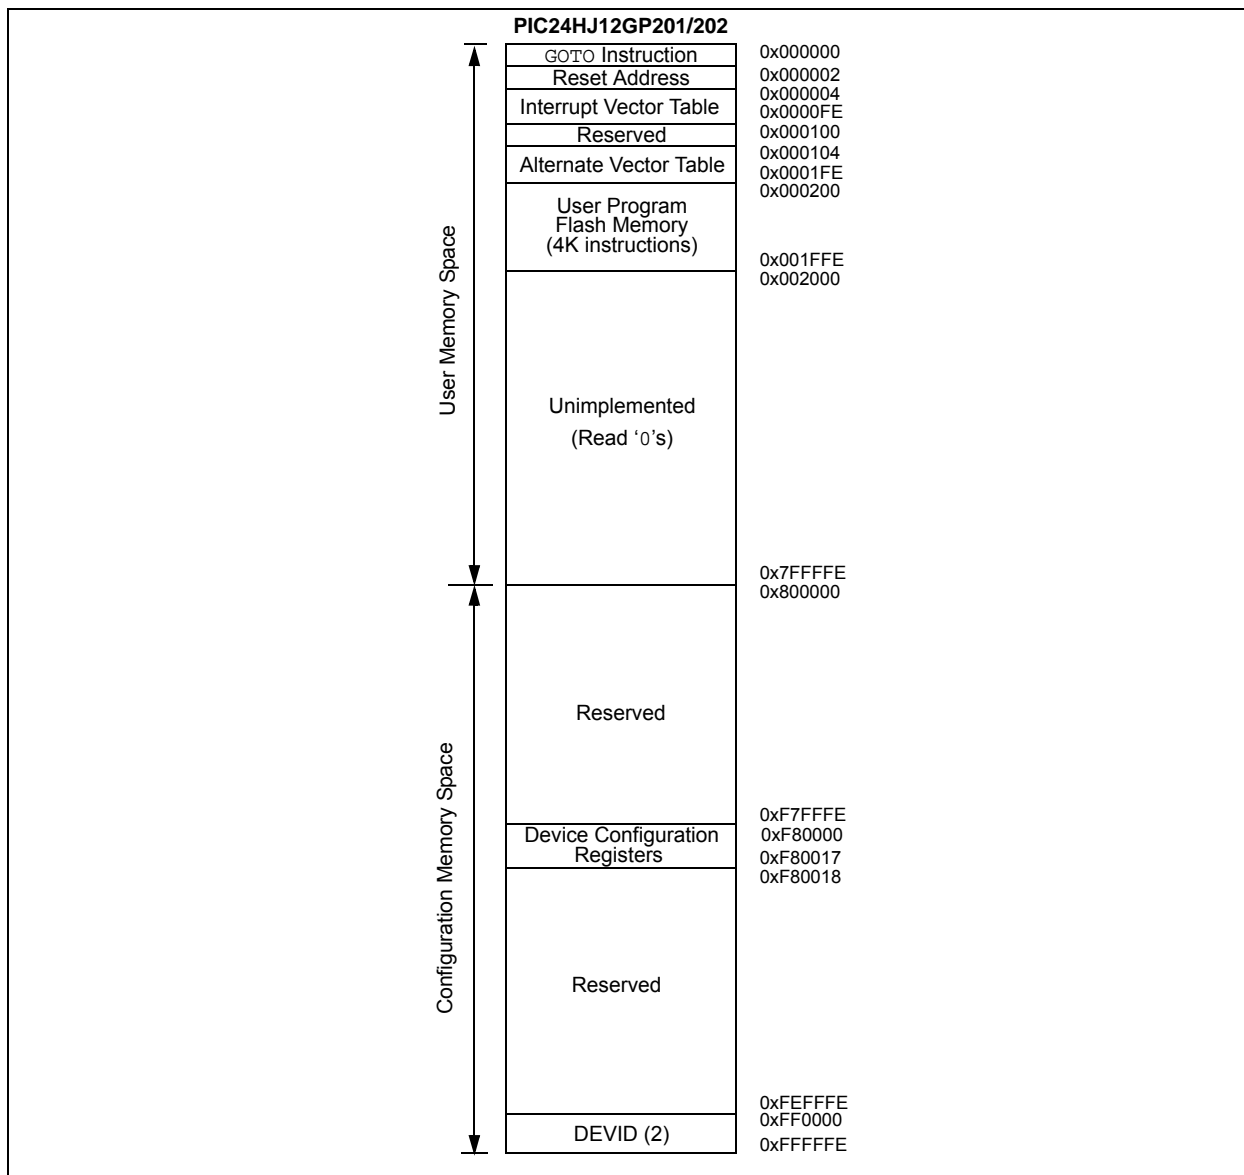 PIC24HJ12GP201/202
GOTO Instruction
0x000000
Reset Address
0x000002
Interrupt Vector Table
0x000004
0x0000FE
Reserved
0x000100
Alternate Vector Table
0x000104
0x0001FE
User Program
Flash Memory
(4K instructions)
0x000200
0x001FFE
User Memory Space
Unimplemented
(Read ‘0’s)
0x002000
0x7FFFFE
Reserved
0x800000
0xF7FFFE
Configuration Memory Space
Device Configuration
Registers
0xF80000
0xF80017
Reserved
0xF80018
0xFEFFFE
DEVID (2)
0xFF0000
0xFFFFFE